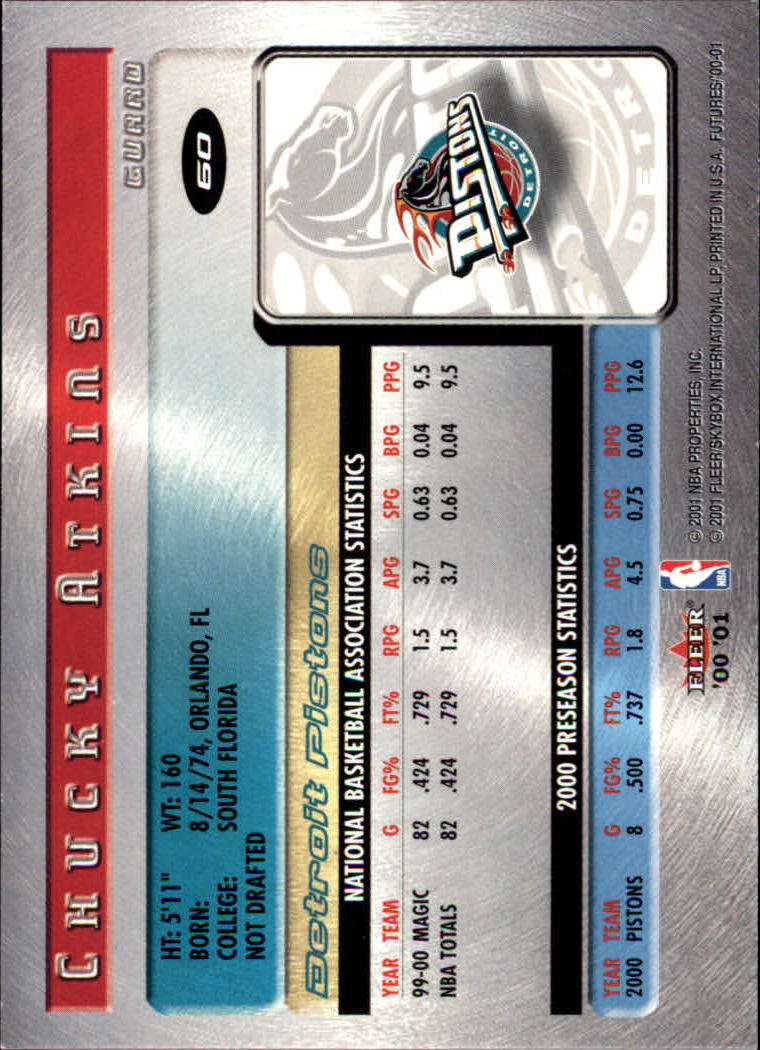 CHUCKY ATKINS
GUARD
60
HT: 5'11" WT: 160
BORN: 8/14/74, ORLANDO, FL
COLLEGE: SOUTH FLORIDA
NOT DRAFTED
Detroit Pistons
NATIONAL BASKETBALL ASSOCIATION STATISTICS
YEAR TEAM G FG% FT% RPG APG SPG BPG PPG
99-00 MAGIC 82 .424 .729 1.5 3.7 0.63 0.04 9.5
NBA TOTALS 82 .424 .729 1.5 3.7 0.63 0.04 9.5
PISTONS
DETROIT
DETRO
2000 PRESEASON STATISTICS
YEAR TEAM G FG% FT% RPG APG SPG BPG PPG
2000 PISTONS 8 .500 .737 1.8 4.5 0.75 0.00 12.6
FLEER
'00 '01
NBA
© 2001 NBA PROPERTIES, INC.
© 2001 FLEER/SKYBOX INTERNATIONAL LP. PRINTED IN U.S.A. FUTURES/'00-01